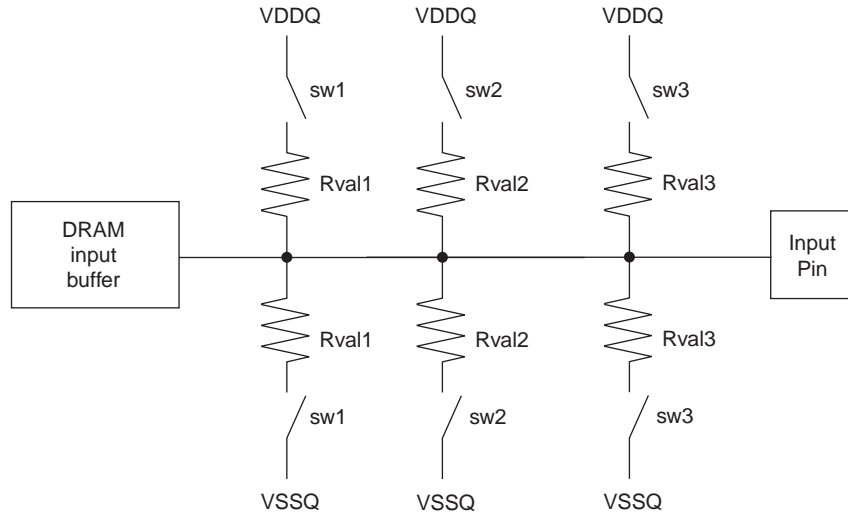 VDDQ VDDQ VDDQ
sw1 sw2 sw3
Rval1 Rval2 Rval3
DRAM
input
buffer
Input
Pin
Rval1 Rval2 Rval3
sw1 sw2 sw3
VSSQ VSSQ VSSQ